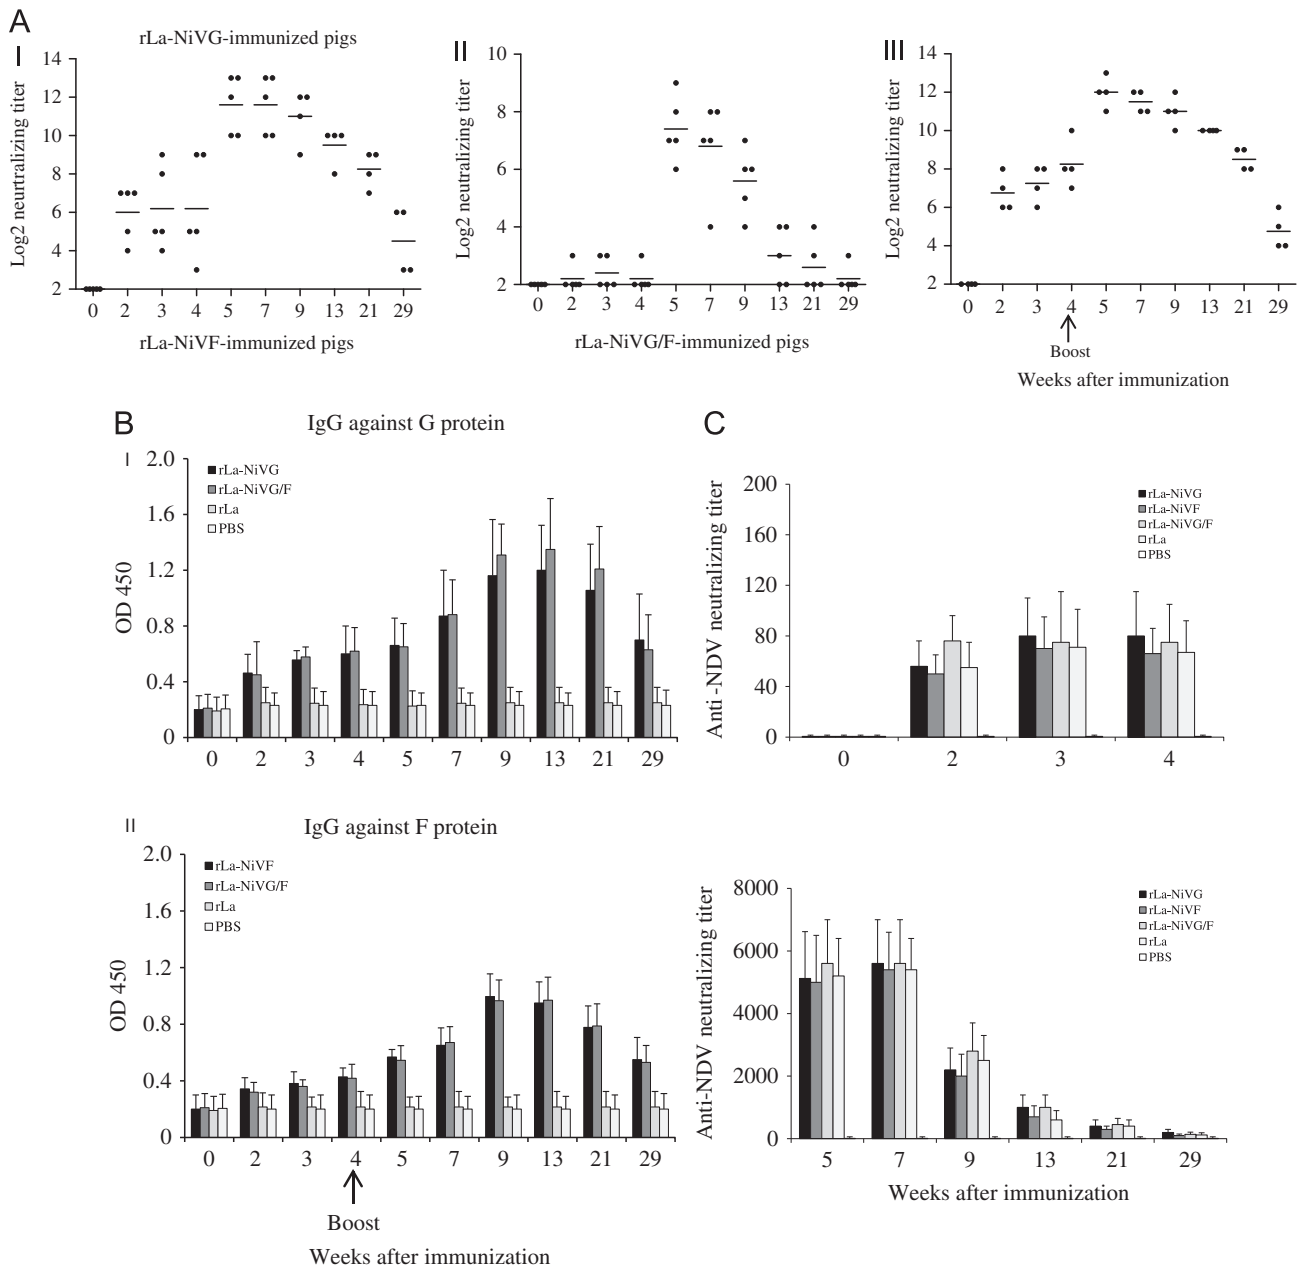 A
rLa-NiVG-immunized pigs
I
Log2 neurtralizing titer
14
12
10
8
6
4
2
0 2 3 4 5 7 9 13 21 29
rLa-NiVF-immunized pigs
II
Log2 neutralizing titer
10
8
6
4
2
0 2 3 4 5 7 9 13 21 29
rLa-NiVG/F-immunized pigs
III
Log2 neutralizing titer
14
12
10
8
6
4
2
0 2 3 4 5 7 9 13 21 29
Boost
Weeks after immunization
B
IgG against G protein
I
OD 450
2.0
1.6
1.2
0.8
0.4
0
rLa-NiVG
rLa-NiVG/F
rLa
PBS
0 2 3 4 5 7 9 13 21 29
II
IgG against F protein
OD 450
2.0
1.6
1.2
0.8
0.4
0
rLa-NiVF
rLa-NiVG/F
rLa
PBS
0 2 3 4 5 7 9 13 21 29
Boost
Weeks after immunization
C
Anti -NDV neutralizing titer
200
160
120
80
40
0
rLa-NiVG
rLa-NiVF
rLa-NiVG/F
rLa
PBS
0 2 3 4
Anti-NDV neutralizing titer
8000
6000
4000
2000
0
rLa-NiVG
rLa-NiVF
rLa-NiVG/F
rLa
PBS
5 7 9 13 21 29
Weeks after immunization